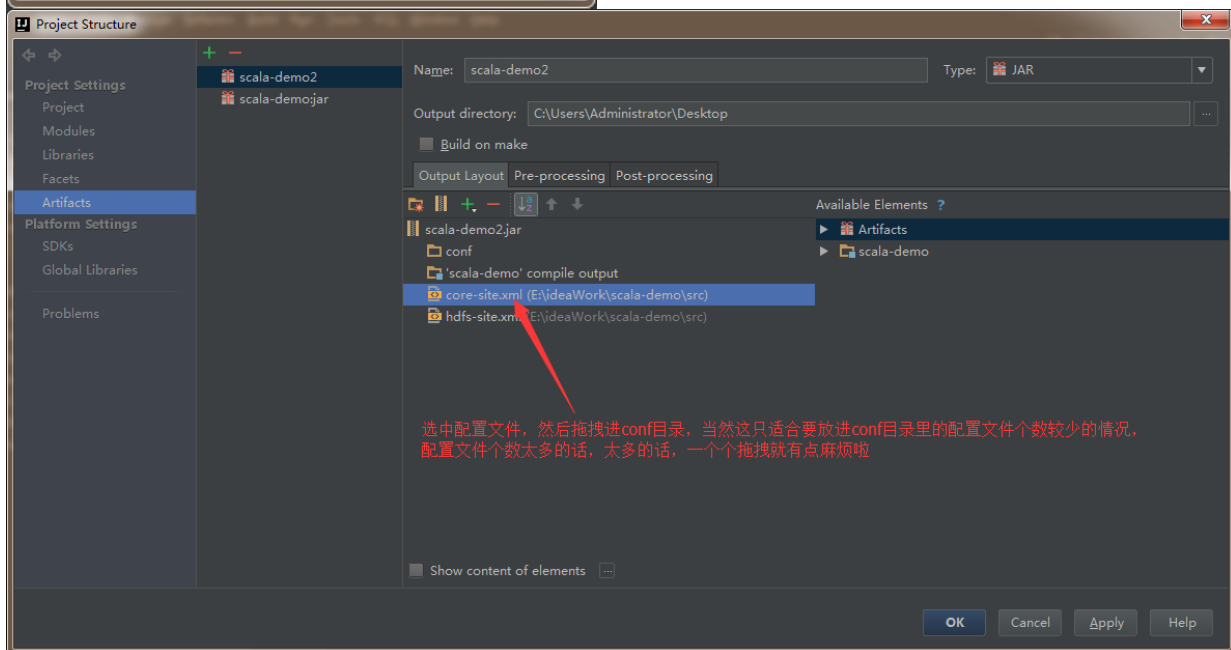 Project Structure
Project Settings
Project
Modules
Libraries
Facets
Artifacts
Platform Settings
SDKs
Global Libraries
Problems
scala-demo2
scala-demo:jar
Name: scala-demo2 Type: JAR
Output directory: C:\Users\Administrator\Desktop
Build on make
Output Layout Pre-processing Post-processing
Available Elements ?
scala-demo2.jar
conf
'scala-demo' compile output
core-site.xml (E:\ideaWork\scala-demo\src)
hdfs-site.xm (E:\ideaWork\scala-demo\src)
Artifacts
scala-demo
选中配置文件，然后拖拽进conf目录，当然这只适合要放进conf目录里的配置文件个数较少的情况，
配置文件个数太多的话，太多的话，一个个拖拽就有点麻烦啦
Show content of elements
OK Cancel Apply Help